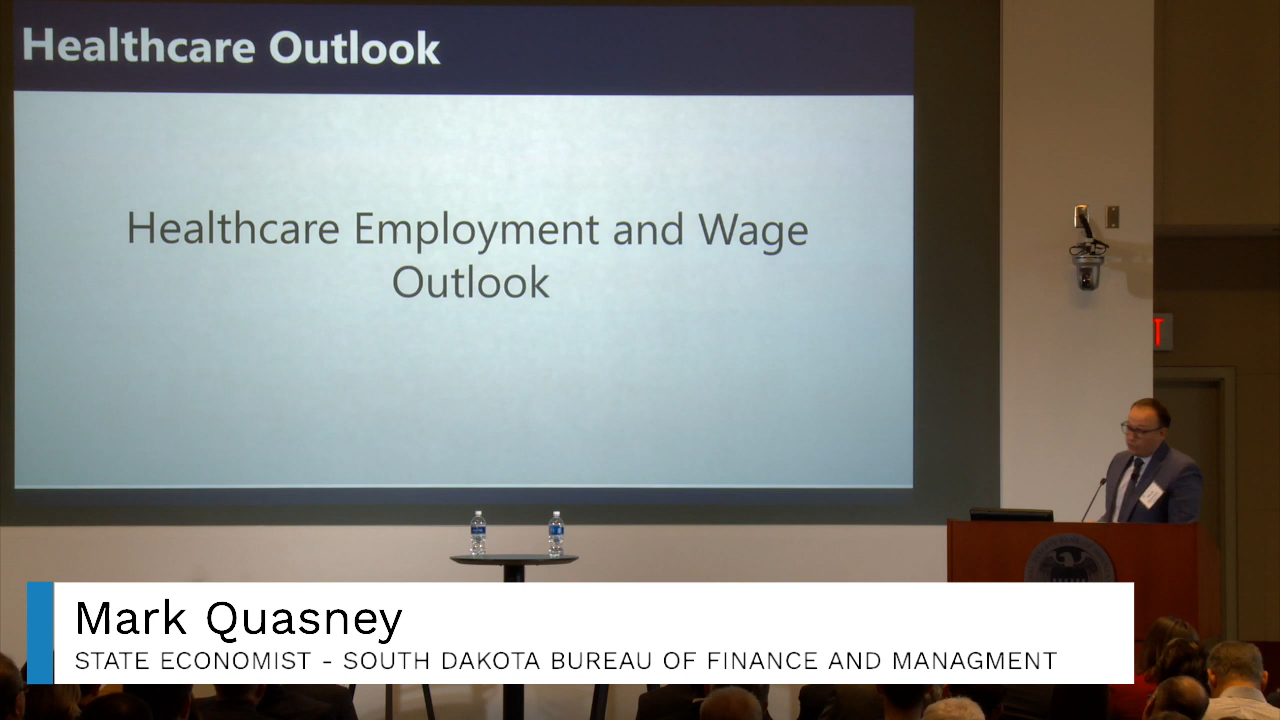 Healthcare Outlook
Healthcare Employment and Wage
Outlook
Mark Quasney
STATE ECONOMIST - SOUTH DAKOTA BUREAU OF FINANCE AND MANAGMENT